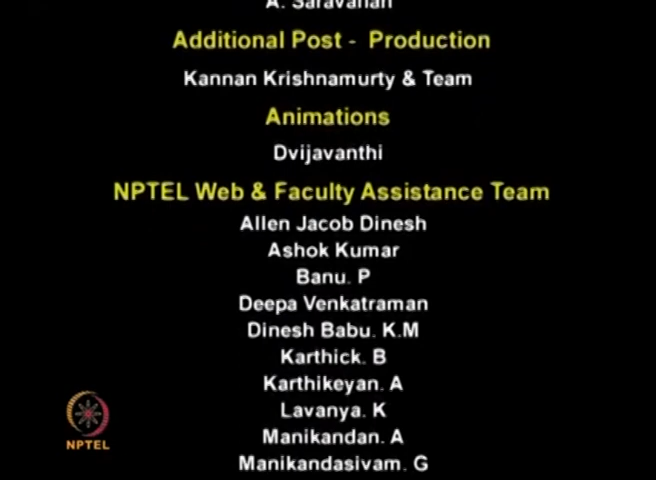 A. Saravanan
Additional Post - Production
Kannan Krishnamurty & Team
Animations
Dvijavanthi
NPTEL Web & Faculty Assistance Team
Allen Jacob Dinesh
Ashok Kumar
Banu. P
Deepa Venkatraman
Dinesh Babu. K.M
Karthick. B
Karthikeyan. A
Lavanya. K
Manikandan. A
Manikandasivam. G
NPTEL